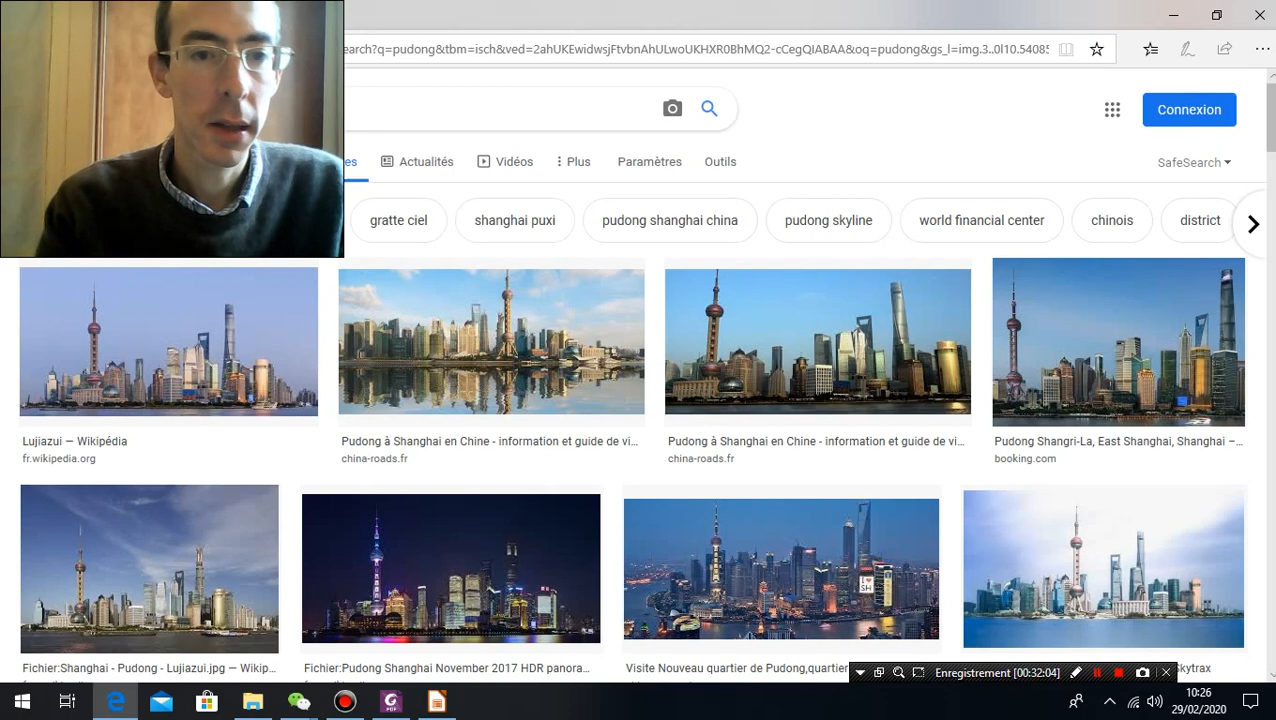 search?q=pudong&tbm=isch&ved=2ahUKEwidwsjFtvbnAhULwoUKHXR0BhMQ2-cCegQIABAA&oq=pudong&gs_l=img.3..0l10.54085
Connexion
es Actualités Vidéos Plus Paramètres Outils SafeSearch
gratte ciel shanghai puxi pudong shanghai china pudong skyline world financial center chinois district
Lujiazui — Wikipédia
fr.wikipedia.org
Pudong à Shanghai en Chine - information et guide de vi...
china-roads.fr
Pudong à Shanghai en Chine - information et guide de vi...
china-roads.fr
Pudong Shangri-La, East Shanghai, Shanghai –...
booking.com
I ♥
SH
Fichier:Shanghai - Pudong - Lujiazui.jpg — Wikip...
Fichier:Pudong Shanghai November 2017 HDR panora...
Visite Nouveau quartier de Pudong,quartier
Skytrax
Enregistrement [00:32:04]
PDF
10:26
29/02/2020